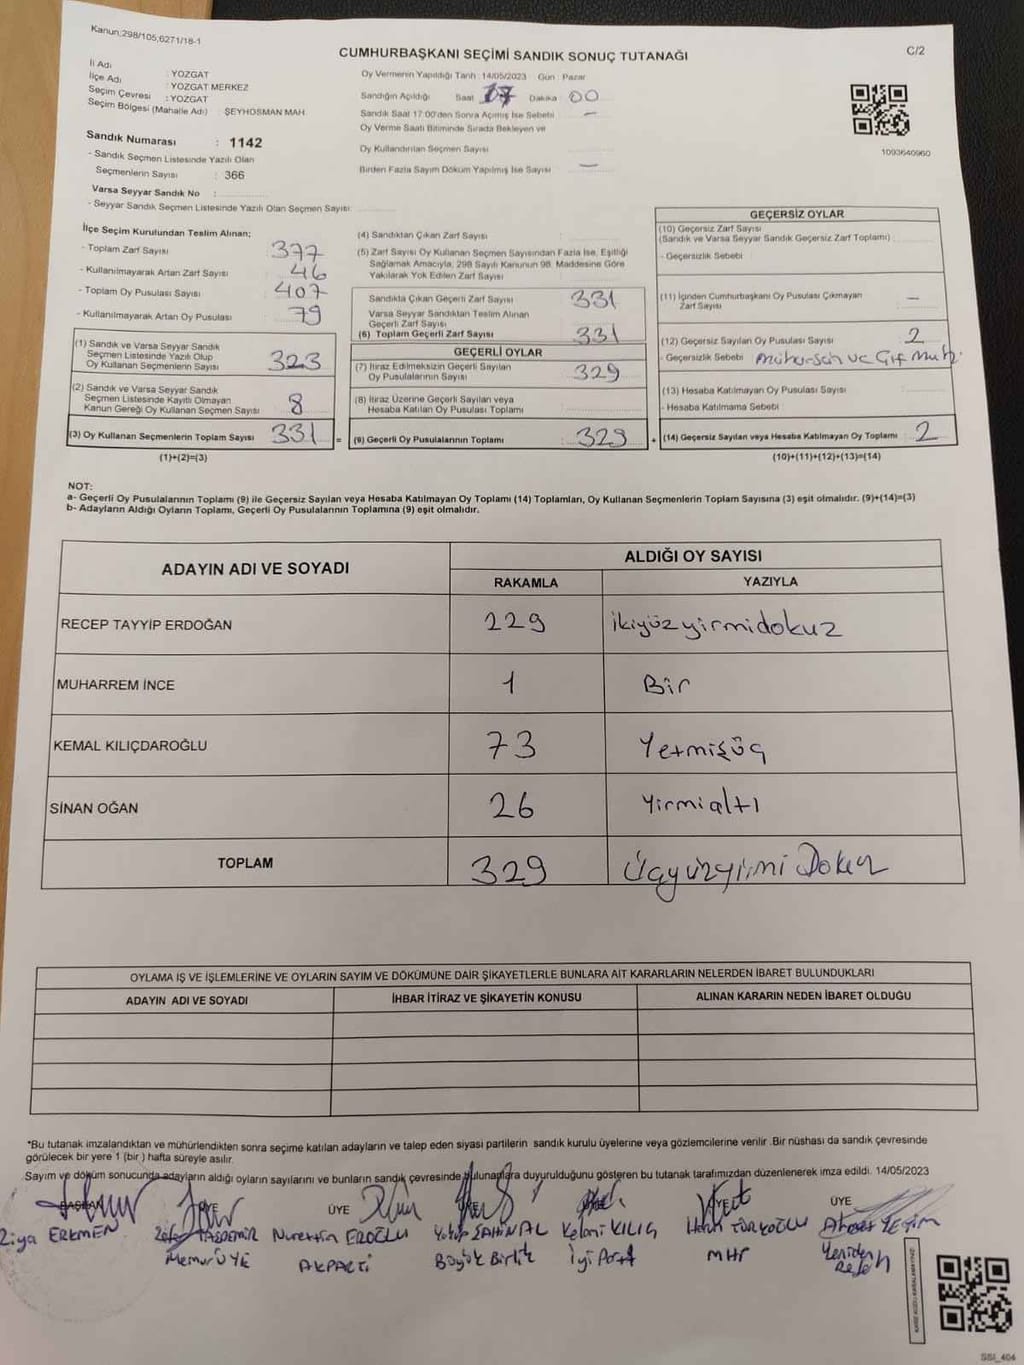 Kanun;298/105,6271/18-1
CUMHURBAŞKANI SEÇİMİ SANDIK SONUÇ TUTANAĞI
C/2
İl Adı : YOZGAT
İlçe Adı : YOZGAT MERKEZ
Seçim Çevresi : YOZGAT
Seçim Bölgesi (Mahalle Adı) : ŞEYHOSMAN MAH.
Oy Vermenin Yapıldığı Tarih :14/05/2023 Gün : Pazar
Sandığın Açıldığı Saat 17 Dakika 00
Sandık Saat 17:00'den Sonra Açımış İse Sebebi : —
Oy Verme Saati Bitiminde Sırada Bekleyen ve
Oy Kullandırılan Seçmen Sayısı
Birden Fazla Sayım Döküm Yapılmış İse Sayısı —
1093640960
Sandık Numarası : 1142
- Sandık Seçmen Listesinde Yazılı Olan
Seçmenlerin Sayısı : 366
Varsa Seyyar Sandık No :
- Seyyar Sandık Seçmen Listesinde Yazılı Olan Seçmen Sayısı:
İlçe Seçim Kurulundan Teslim Alınan;
- Toplam Zarf Sayısı 377
- Kullanılmayarak Artan Zarf Sayısı 46
- Toplam Oy Pusulası Sayısı 407
- Kullanılmayarak Artan Oy Pusulası 79
(1) Sandık ve Varsa Seyyar Sandık
Seçmen Listesinde Yazılı Olup
Oy Kullanan Seçmenlerin Sayısı 323
(2) Sandık ve Varsa Seyyar Sandık
Seçmen Listesinde Kayıtlı Olmayan
Kanun Gereği Oy Kullanan Seçmen Sayısı 8
(3) Oy Kullanan Seçmenlerin Toplam Sayısı 331 =
(1)+(2)=(3)
(4) Sandıktan Çıkan Zarf Sayısı :
(5) Zarf Sayısı Oy Kullanan Seçmen Sayısından Fazla İse, Eşitliği
Sağlamak Amacıyla, 298 Sayılı Kanunun 98. Maddesine Göre
Yakılarak Yok Edilen Zarf Sayısı
Sandıkta Çıkan Geçerli Zarf Sayısı 331
Varsa Seyyar Sandıktan Teslim Alınan
Geçerli Zarf Sayısı
(6) Toplam Geçerli Zarf Sayısı 331
GEÇERLİ OYLAR
(7) İtiraz Edilmeksizin Geçerli Sayılan
Oy Pusulalarının Sayısı 329
(8) İtiraz Üzerine Geçerli Sayılan veya
Hesaba Katılan Oy Pusulası Toplamı
(9) Geçerli Oy Pusulalarının Toplamı : 329 +
GEÇERSİZ OYLAR
(10) Geçersiz Zarf Sayısı
(Sandık ve Varsa Seyyar Sandık Geçersiz Zarf Toplamı)
- Geçersizlik Sebebi
(11) İçinden Cumhurbaşkanı Oy Pusulası Çıkmayan
Zarf Sayısı —
(12) Geçersiz Sayılan Oy Pusulası Sayısı 2
- Geçersizlik Sebebi ve
(13) Hesaba Katılmayan Oy Pusulası Sayısı
- Hesaba Katılmama Sebebi
(14) Geçersiz Sayılan veya Hesaba Katılmayan Oy Toplamı : 2
(10)+(11)+(12)+(13)=(14)
NOT:
a- Geçerli Oy Pusulalarının Toplamı (9) ile Geçersiz Sayılan veya Hesaba Katılmayan Oy Toplamı (14) Toplamları, Oy Kullanan Seçmenlerin Toplam Sayısına (3) eşit olmalıdır. (9)+(14)=(3)
b- Adayların Aldığı Oyların Toplamı, Geçerli Oy Pusulalarının Toplamına (9) eşit olmalıdır.
ADAYIN ADI VE SOYADI
ALDIĞI OY SAYISI
RAKAMLA YAZIYLA
RECEP TAYYİP ERDOĞAN 229 ikiyüzyirmidokuz
MUHARREM İNCE 1 Bir
KEMAL KILIÇDAROĞLU 73 Yetmişüç
SİNAN OĞAN 26 Yirmialtı
TOPLAM 329 Üçyüzyirmi Dokuz
OYLAMA İŞ VE İŞLEMLERİNE VE OYLARIN SAYIM VE DÖKÜMÜNE DAİR ŞİKAYETLERLE BUNLARA AİT KARARLARIN NELERDEN İBARET BULUNDUKLARI
ADAYIN ADI VE SOYADI İHBAR İTİRAZ VE ŞİKAYETİN KONUSU ALINAN KARARIN NEDEN İBARET OLDUĞU
*Bu tutanak imzalandıktan ve mühürlendikten sonra seçime katılan adayların ve talep eden siyasi partilerin sandık kurulu üyelerine veya gözlemcilerine verilir .Bir nüshası da sandık çevresinde
görülecek bir yere 1 (bir ) hafta süreyle asılır.
Sayım ve döküm sonucunda adayların aldığı oyların sayılarını ve bunların sandık çevresinde bulunanlara duyurulduğunu gösteren bu tutanak tarafımızdan düzenlenerek imza edildi. 14/05/2023
BAŞKAN ÜYE ÜYE ÜYE ÜYE ÜYE
Ziya ERKMEN TAŞDEMİR Nurettin EROĞLU ŞAHİNAL Kelami KILIÇ TÜRKOĞLU Ahmet
Memur ÜYE AKPARTİ Büyük Birlik İyi Parti MHP Yeniden
Refah
SSI_404